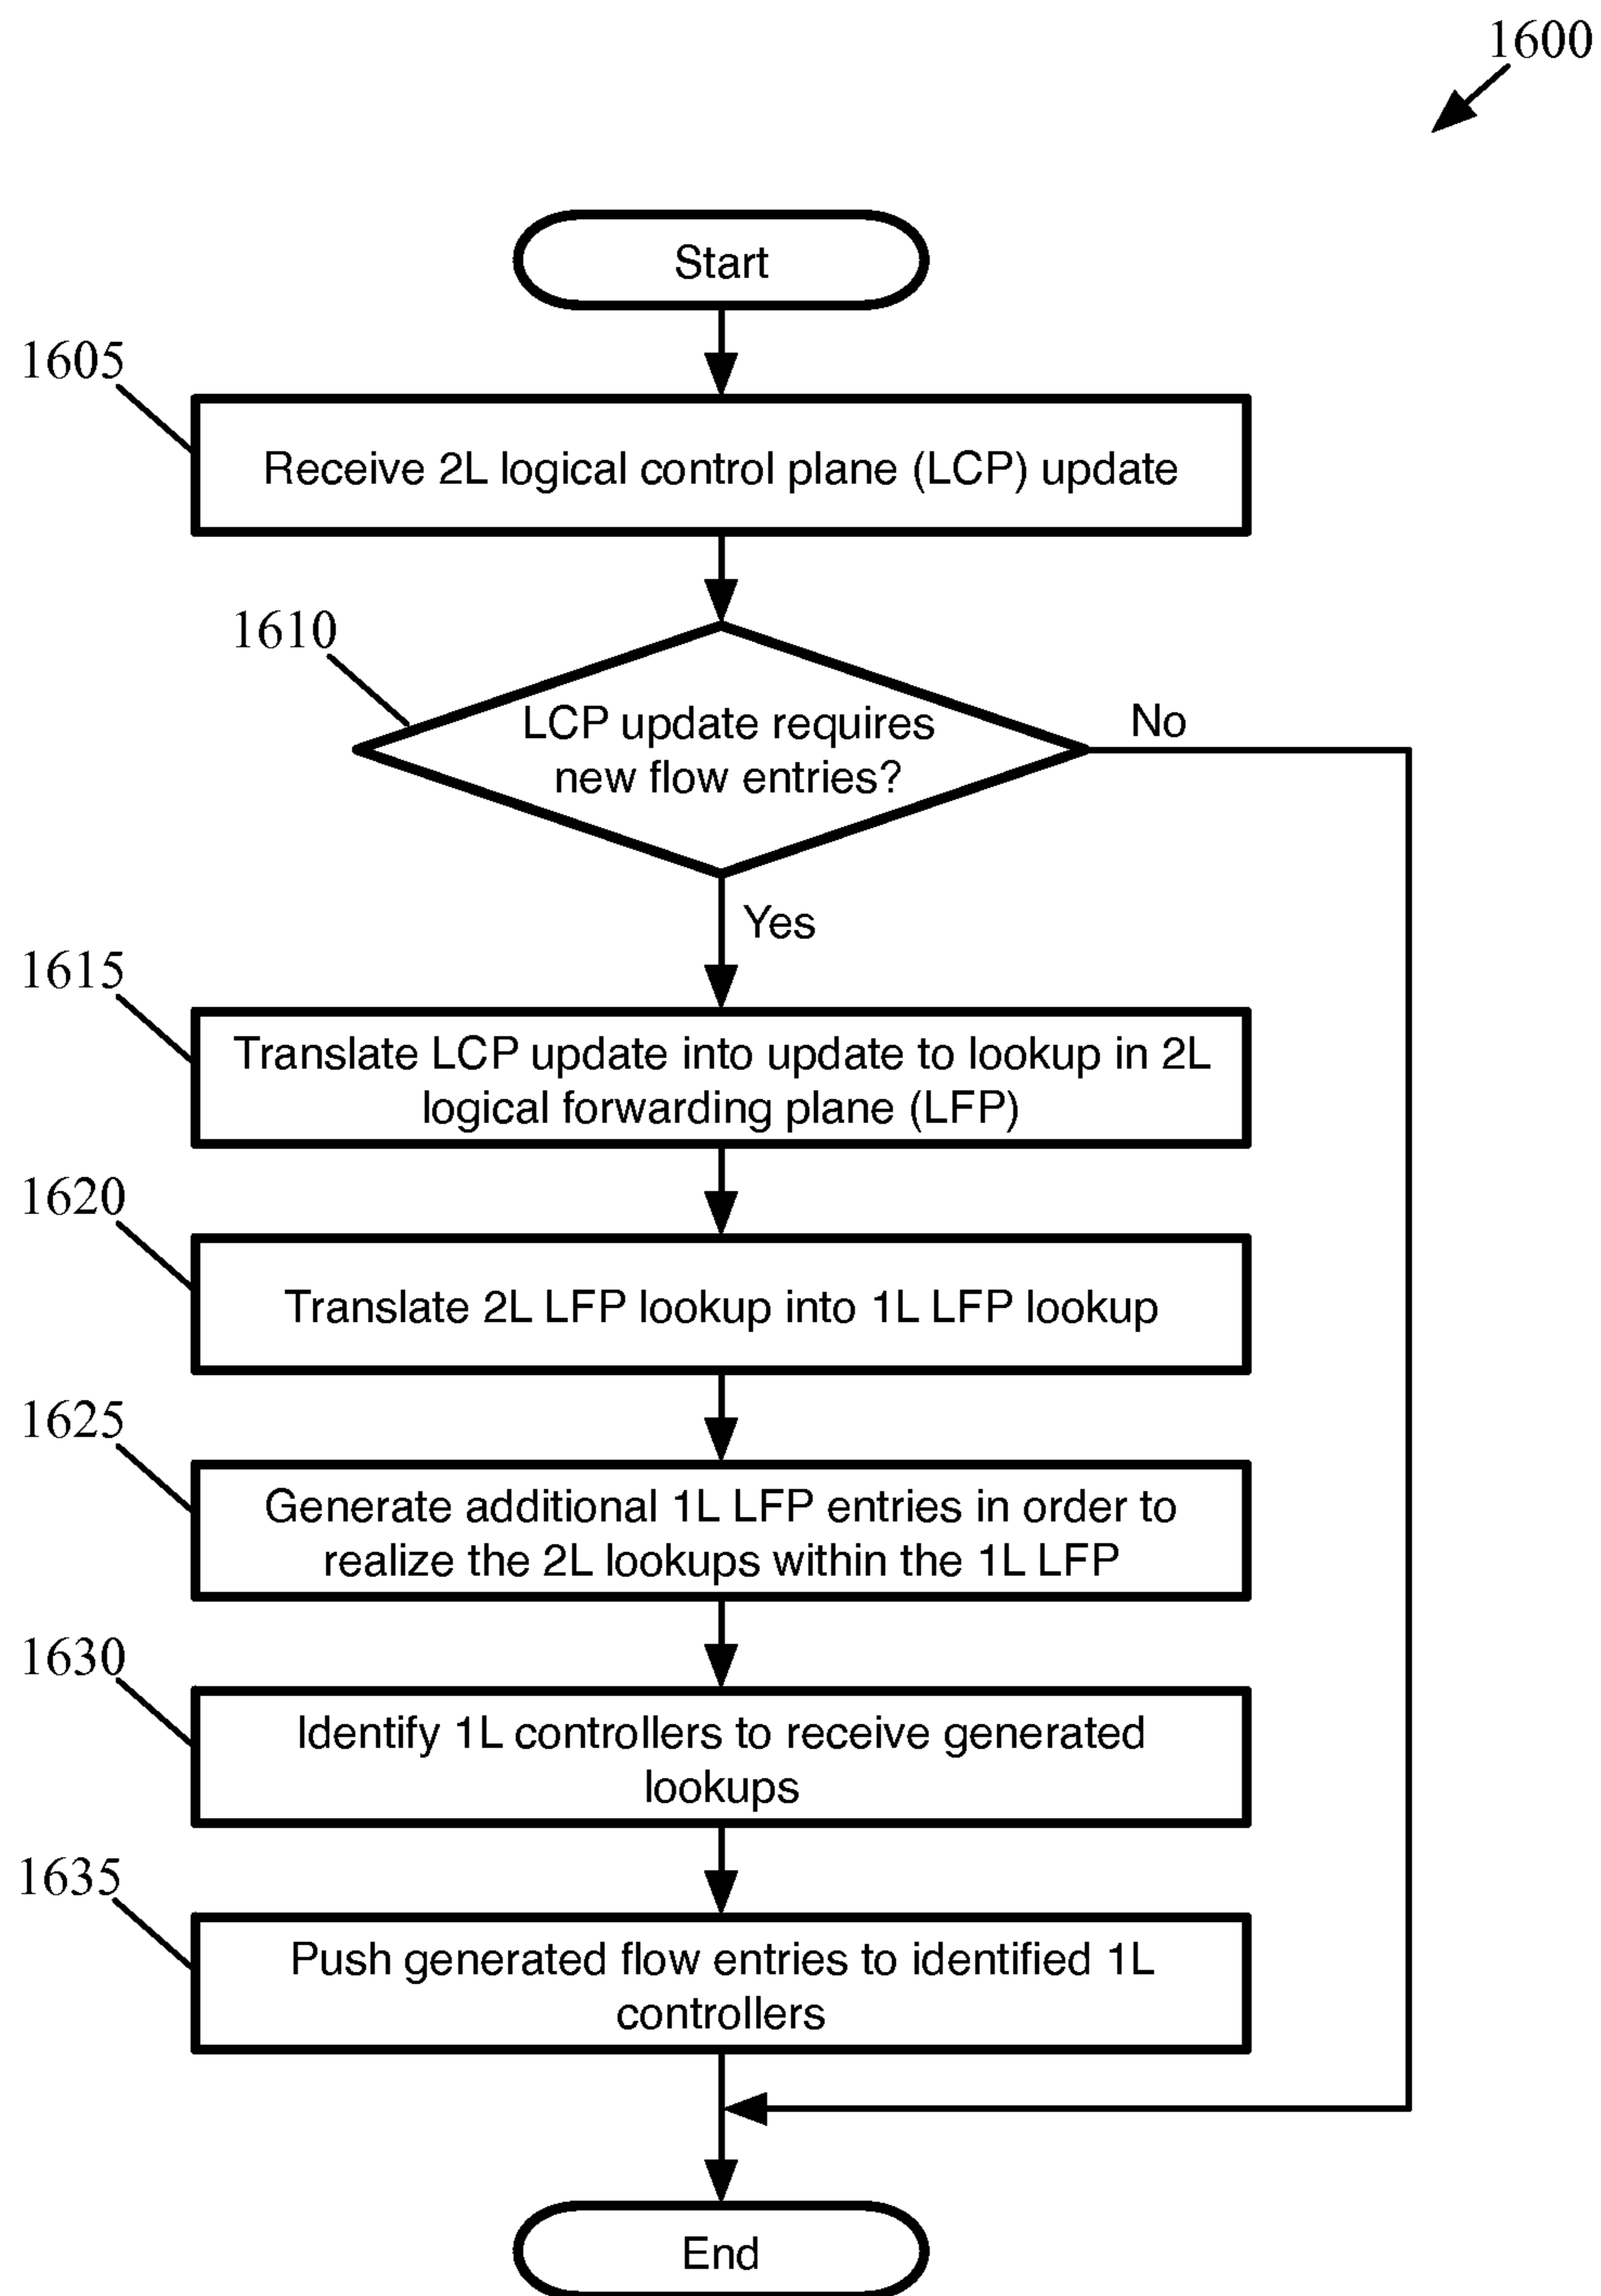 1600
Start
1605
Receive 2L logical control plane (LCP) update
1610
LCP update requires
new flow entries?
No
Yes
1615
Translate LCP update into update to lookup in 2L
logical forwarding plane (LFP)
1620
Translate 2L LFP lookup into 1L LFP lookup
1625
Generate additional 1L LFP entries in order to
realize the 2L lookups within the 1L LFP
1630
Identify 1L controllers to receive generated
lookups
1635
Push generated flow entries to identified 1L
controllers
End